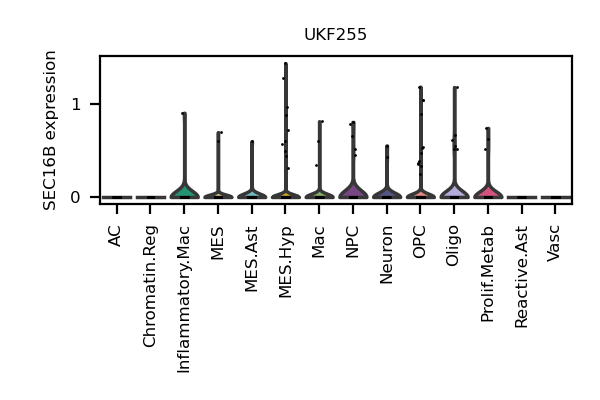 UKF255
SEC16B expression
1
0
AC
Chromatin.Reg
Inflammatory.Mac
MES
MES.Ast
MES.Hyp
Mac
NPC
Neuron
OPC
Oligo
Prolif.Metab
Reactive.Ast
Vasc